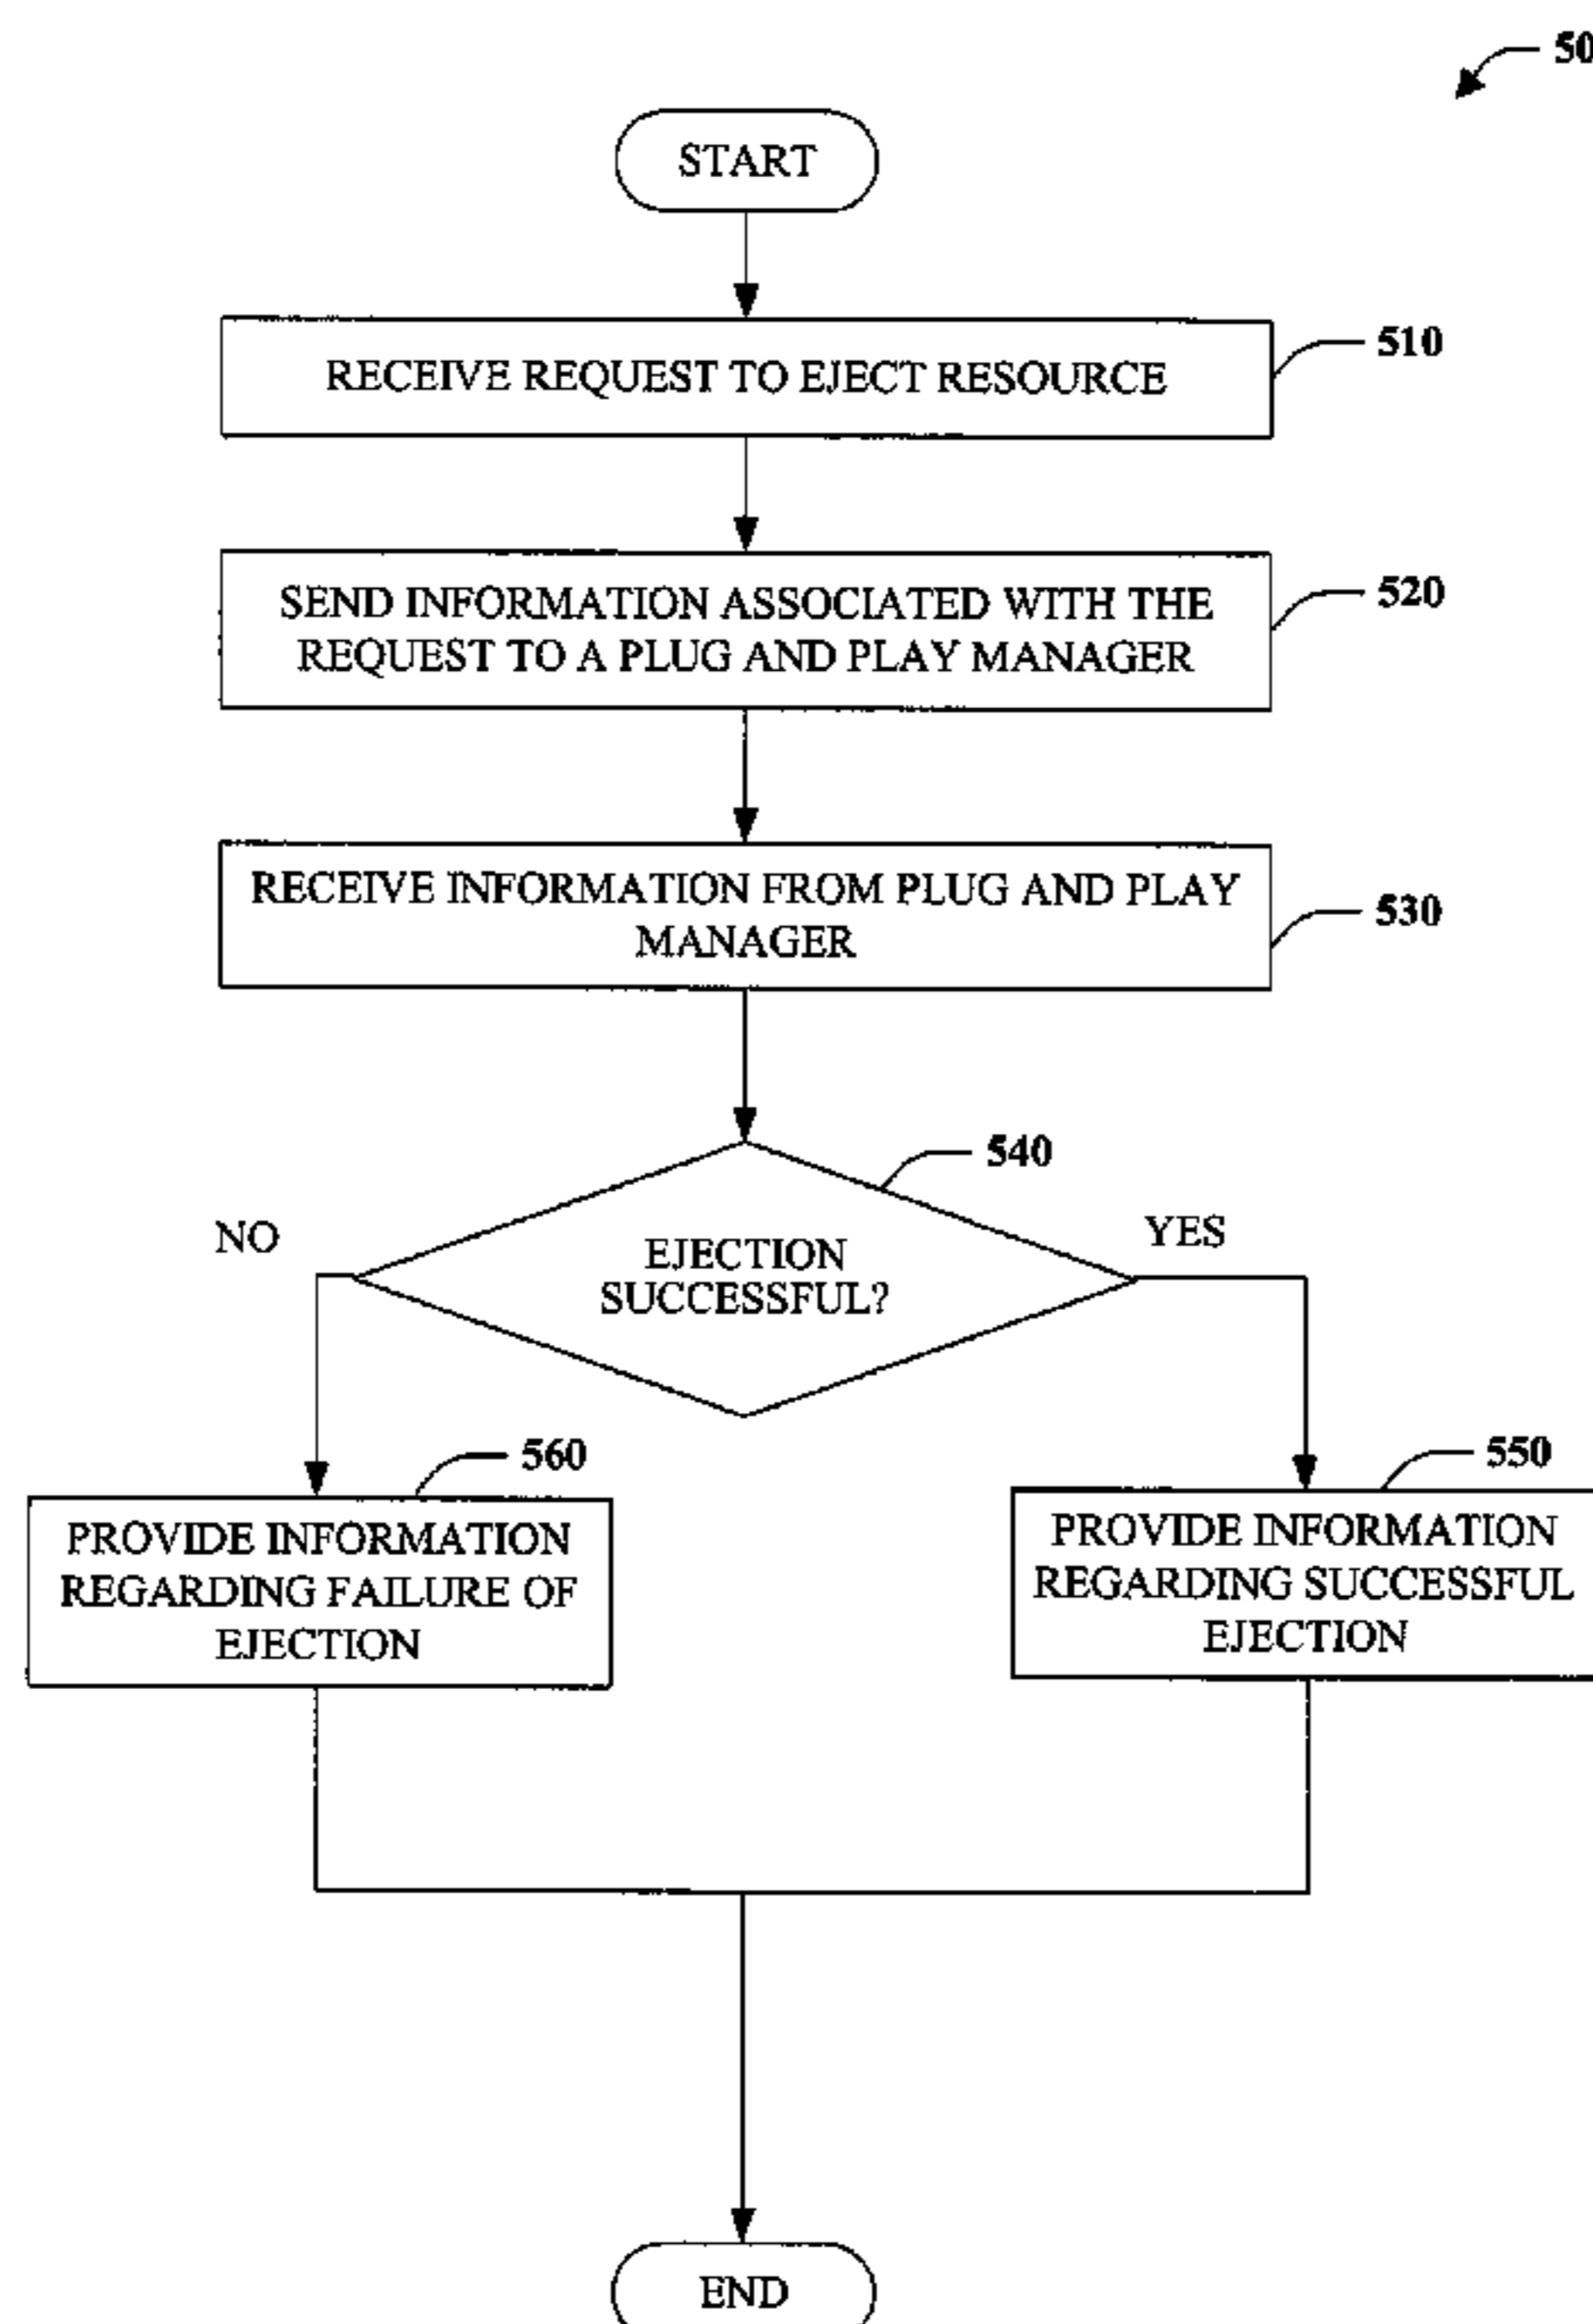 50
START
RECEIVE REQUEST TO EJECT RESOURCE
510
SEND INFORMATION ASSOCIATED WITH THE
REQUEST TO A PLUG AND PLAY MANAGER
520
RECEIVE INFORMATION FROM PLUG AND PLAY
MANAGER
530
540
NO
EJECTION
SUCCESSFUL?
YES
560
PROVIDE INFORMATION
REGARDING FAILURE OF
EJECTION
550
PROVIDE INFORMATION
REGARDING SUCCESSFUL
EJECTION
END